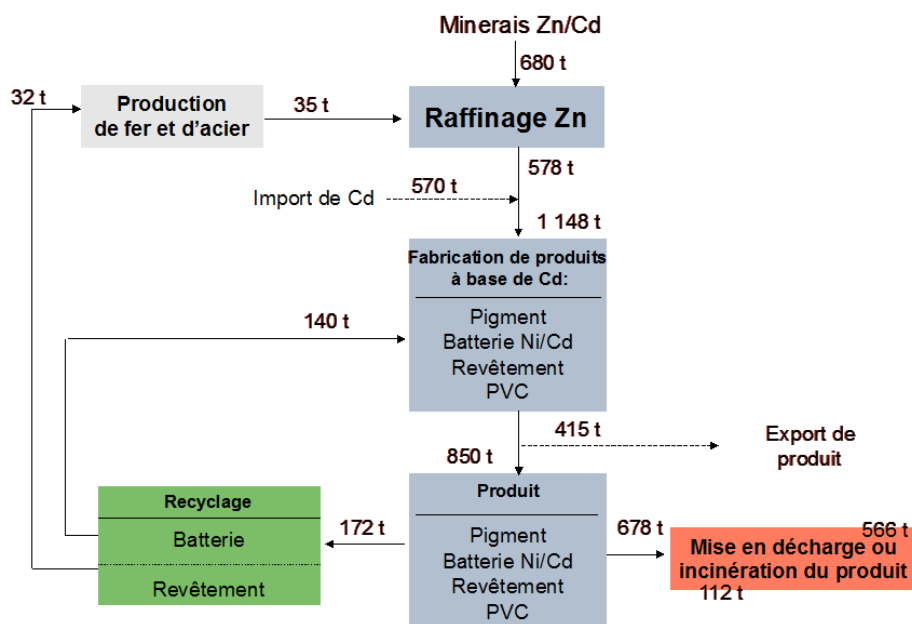 Minerais Zn/Cd
680 t
32 t
Production
de fer et d'acier
35 t
Raffinage Zn
578 t
570 t
Import de Cd
1 148 t
Fabrication de produits
à base de Cd:
Pigment
Batterie Ni/Cd
Revêtement
PVC
140 t
415 t
Export de
produit
850 t
Produit
Pigment
Batterie Ni/Cd
Revêtement
PVC
Recyclage
Batterie
Revêtement
172 t
678 t
566 t
Mise en décharge ou
incinération du produit
112 t